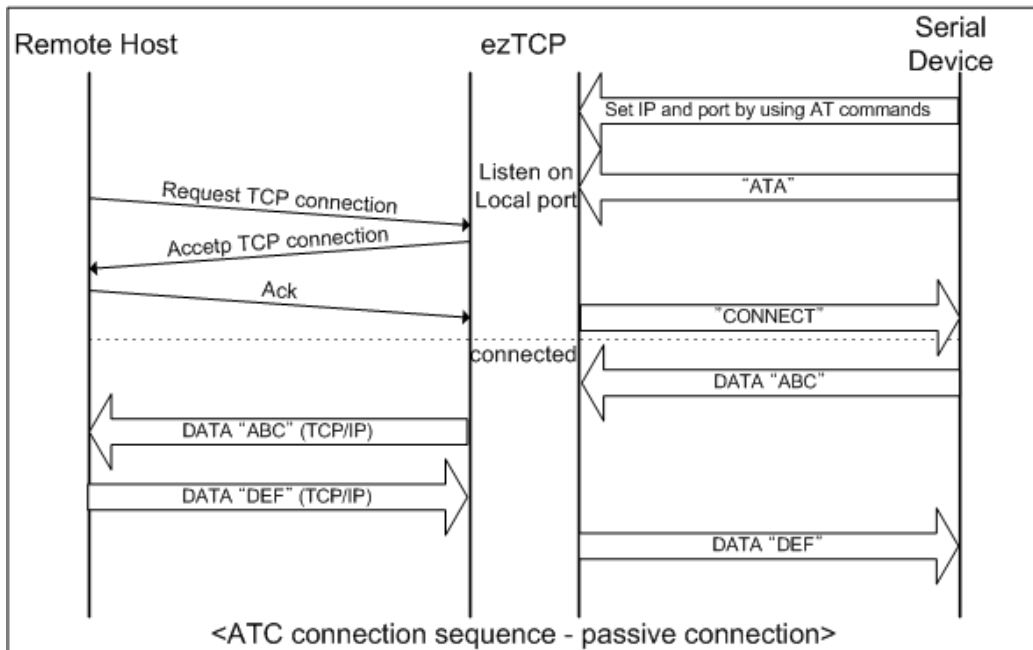 Remote Host
ezTCP
Serial
Device
Set IP and port by using AT commands
Listen on
Local port
"ATA"
Request TCP connection
Accetp TCP connection
Ack
"CONNECT"
connected
DATA "ABC"
DATA "ABC" (TCP/IP)
DATA "DEF" (TCP/IP)
DATA "DEF"
<ATC connection sequence - passive connection>